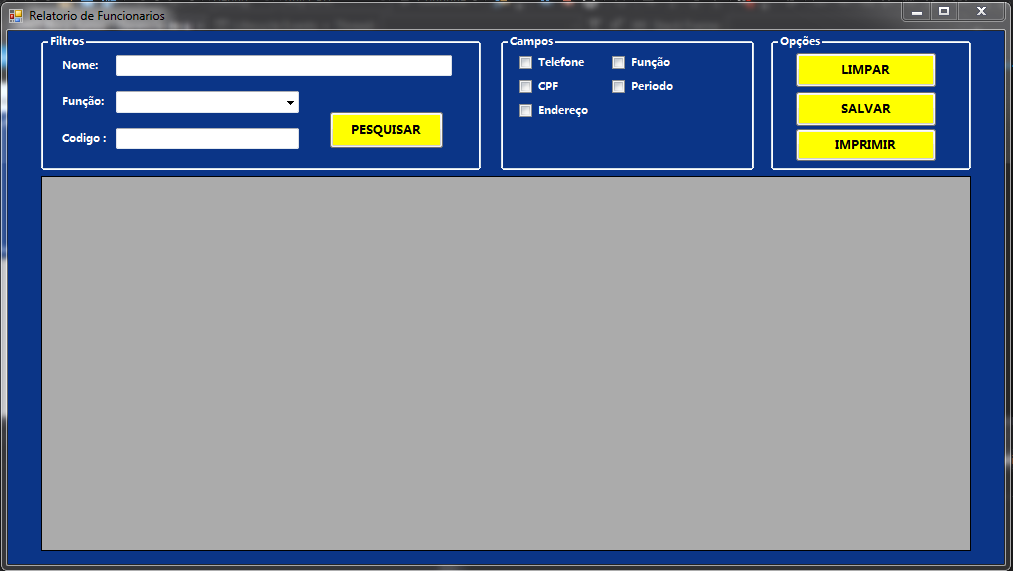 Relatorio de Funcionarios
Filtros
Nome:
Função:
Codigo :
PESQUISAR
Campos
Telefone
Função
CPF
Periodo
Endereço
Opções
LIMPAR
SALVAR
IMPRIMIR